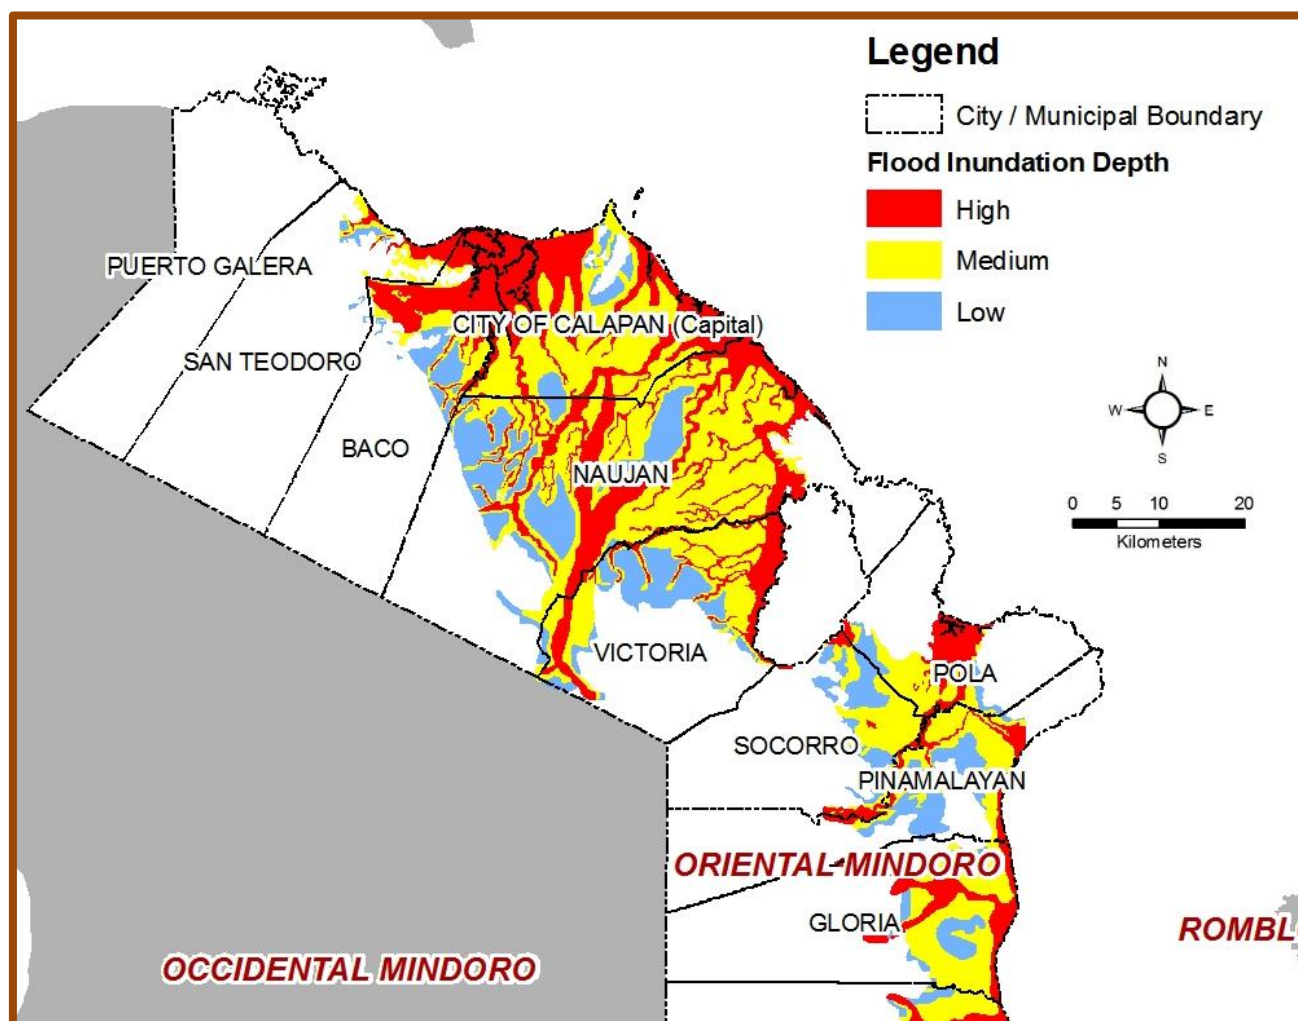 Legend
City / Municipal Boundary
Flood Inundation Depth
High
Medium
Low
N
W
E
S
0 5 10 20
Kilometers
PUERTO GALERA
SAN TEODORO
CITY OF CALAPAN (Capital)
BACO
NAUJAN
VICTORIA
POLA
SOCORRO
PINAMALAYAN
ORIENTAL MINDORO
GLORIA
ROMBL
OCCIDENTAL MINDORO